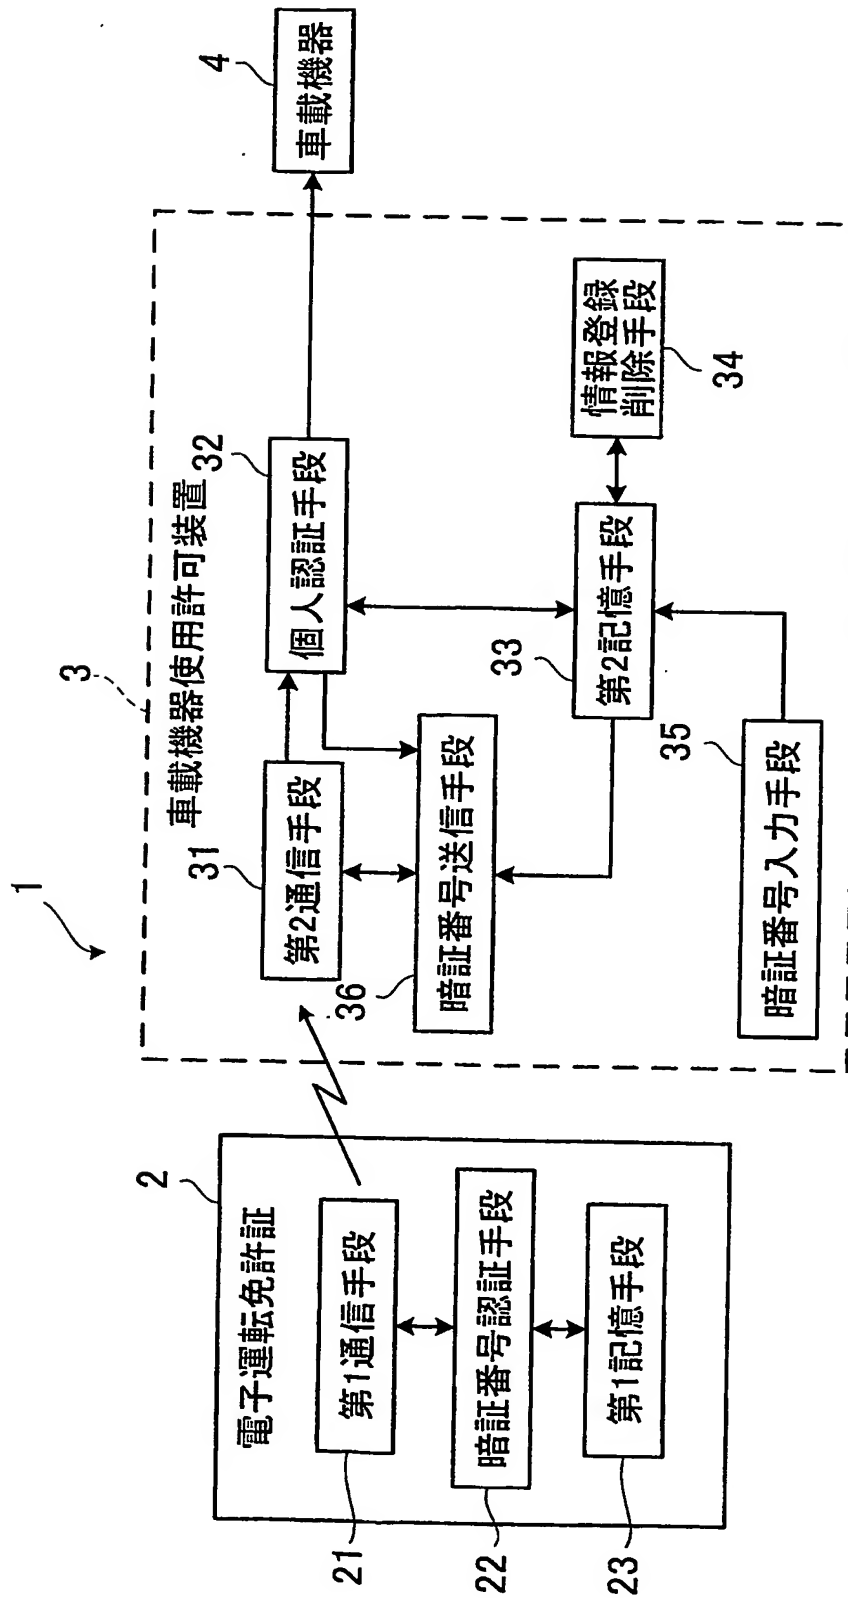 1
2
電子運転免許証
21
第1通信手段
22
暗証番号認証手段
23
第1記憶手段
3
車載機器使用許可装置
31
第2通信手段
32
個人認証手段
36
暗証番号送信手段
33
第2記憶手段
情報登録
削除手段
34
35
暗証番号入力手段
4
車載機器